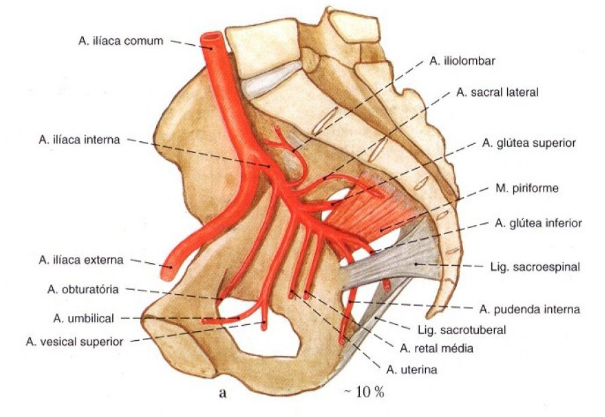 A. ilíaca comum
A. ilíaca interna
A. ilíaca externa
A. obturatória
A. umbilical
A. vesical superior
A. iliolombar
A. sacral lateral
A. glútea superior
M. piriforme
A. glútea inferior
Lig. sacroespinal
A. pudenda interna
Lig. sacrotuberal
A. retal média
A. uterina
a
~ 10 %